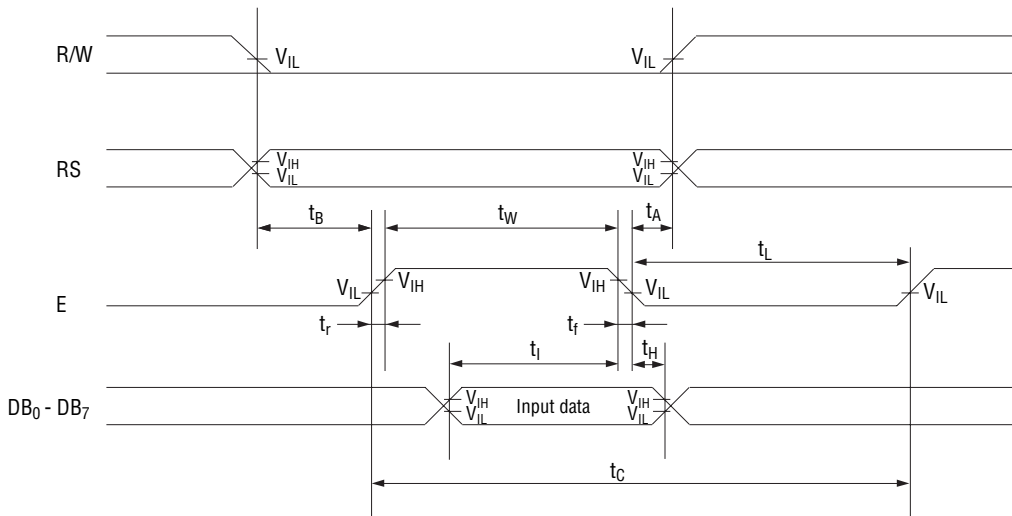 R/W V_IL V_IL
RS V_IH V_IH
V_IL V_IL
t_B t_W t_A
t_L
E V_IL V_IH V_IH V_IL V_IL
t_r t_f
t_I t_H
DB_0 - DB_7 V_IH Input data V_IH
V_IL V_IL
t_C